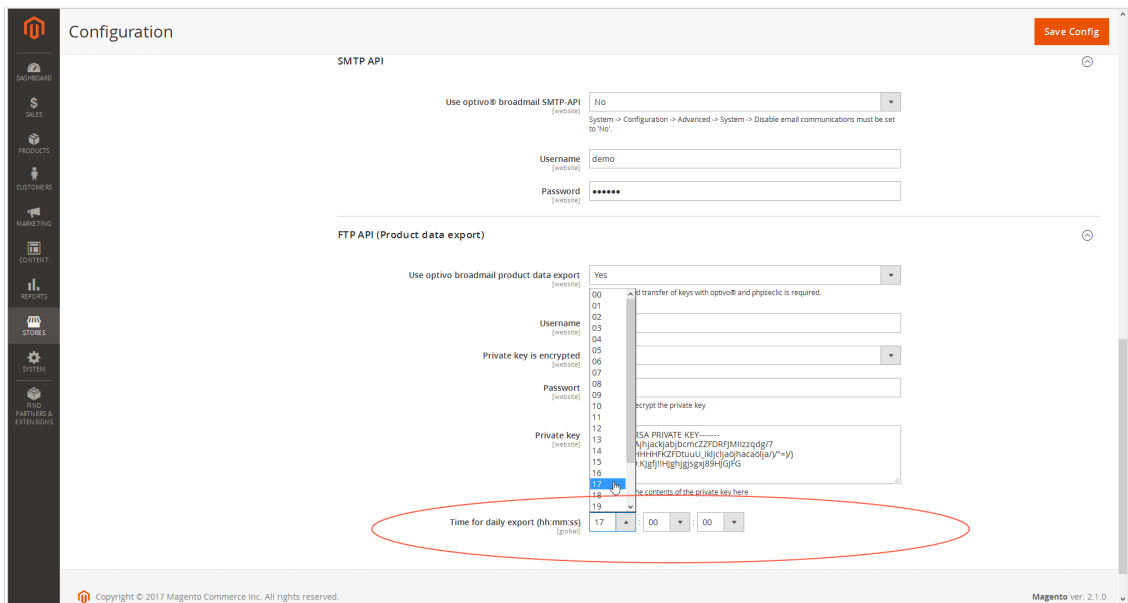 Configuration
Save Config
DASHBOARD
$
SALES
PRODUCTS
CUSTOMERS
MARKETING
CONTENT
REPORTS
STORES
SYSTEM
FIND
PARTNERS &
EXTENSIONS
SMTP API
Use optivo® broadmail SMTP-API
[website]
No
System -> Configuration -> Advanced -> System -> Disable email communications must be set
to 'No'.
Username
[website]
demo
Password
[website]
••••••
FTP API (Product data export)
Use optivo broadmail product data export
[website]
Yes
d transfer of keys with optivo® and phpseclic is required.
Username
[website]
Private key is encrypted
[website]
Passwort
[website]
ecrypt the private key
Private key
[website]
RSA PRIVATE KEY-------
AjhjackjabjbcmcZZFDRFJMIIzzqdg/7
HHHFKZFDtuuU_lkljcljaöjhacaölja/)/"=)/)
:KJgfj!!HJghjgjsgxj89HJGJFG
he contents of the private key here
00
01
02
03
04
05
06
07
08
09
10
11
12
13
14
15
16
17
18
19
Time for daily export (hh:mm:ss)
[global]
17 : 00 : 00
Copyright © 2017 Magento Commerce Inc. All rights reserved.
Magento ver. 2.1.0